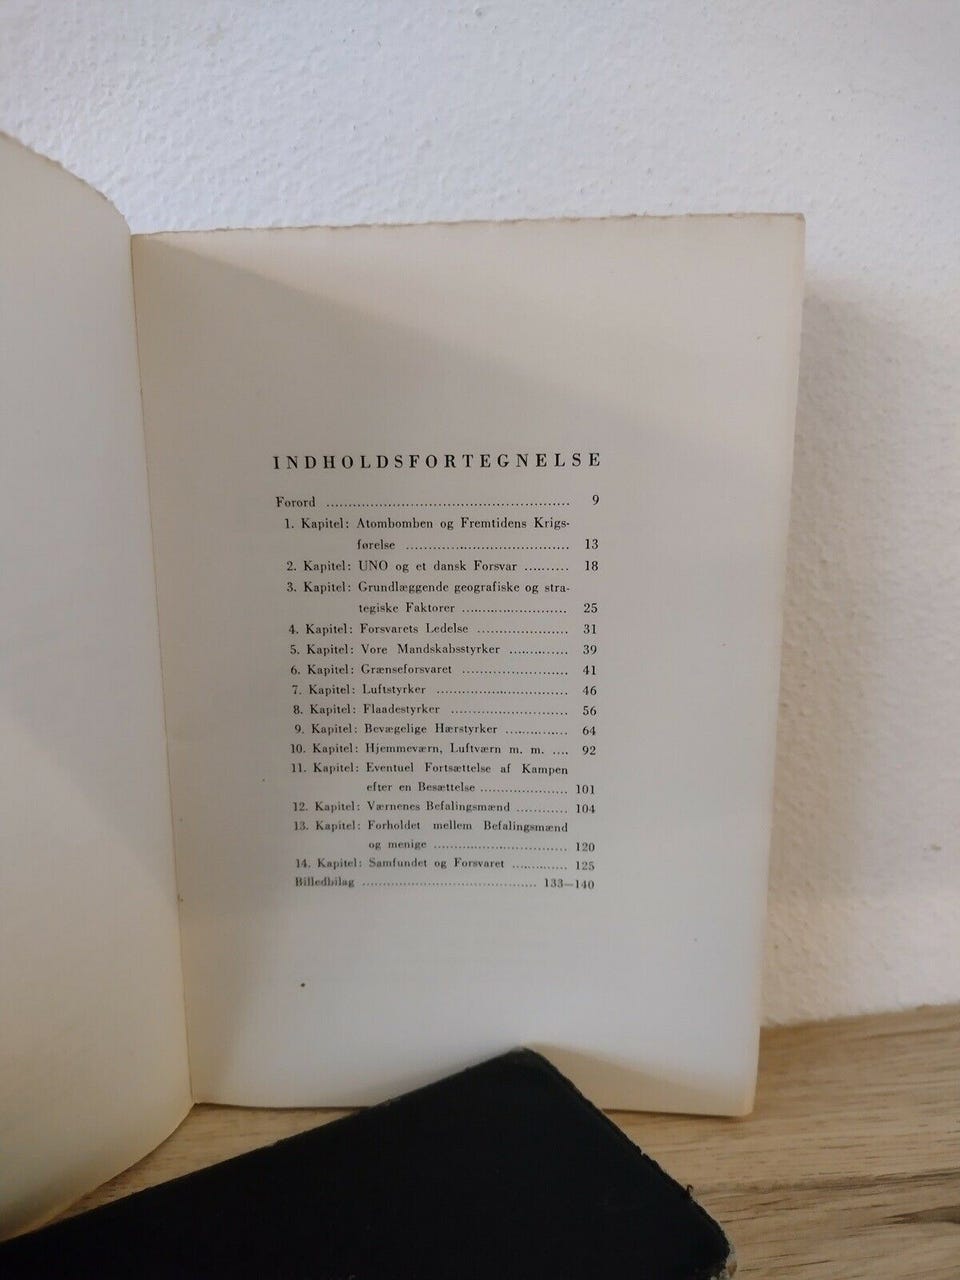 INDHOLDSFORTEGNELSE
Forord ........................................................ 9
1. Kapitel: Atombomben og Fremtidens Krigs-
førelse ..................................... 13
2. Kapitel: UNO og et dansk Forsvar .......... 18
3. Kapitel: Grundlæggende geografiske og stra-
tegiske Faktorer ........................ 25
4. Kapitel: Forsvarets Ledelse ..................... 31
5. Kapitel: Vore Mandskabsstyrker .............. 39
6. Kapitel: Grænseforsvaret ........................ 41
7. Kapitel: Luftstyrker .............................. 46
8. Kapitel: Flaadestyrker ........................... 56
9. Kapitel: Bevægelige Hærstyrker ............... 64
10. Kapitel: Hjemmeværn, Luftværn m. m. .... 92
11. Kapitel: Eventuel Fortsættelse af Kampen
efter en Besættelse ..................... 101
12. Kapitel: Værnenes Befalingsmænd ............ 104
13. Kapitel: Forholdet mellem Befalingsmænd
og menige ................................ 120
14. Kapitel: Samfundet og Forsvaret .............. 125
Billedbilag .......................................... 133—140